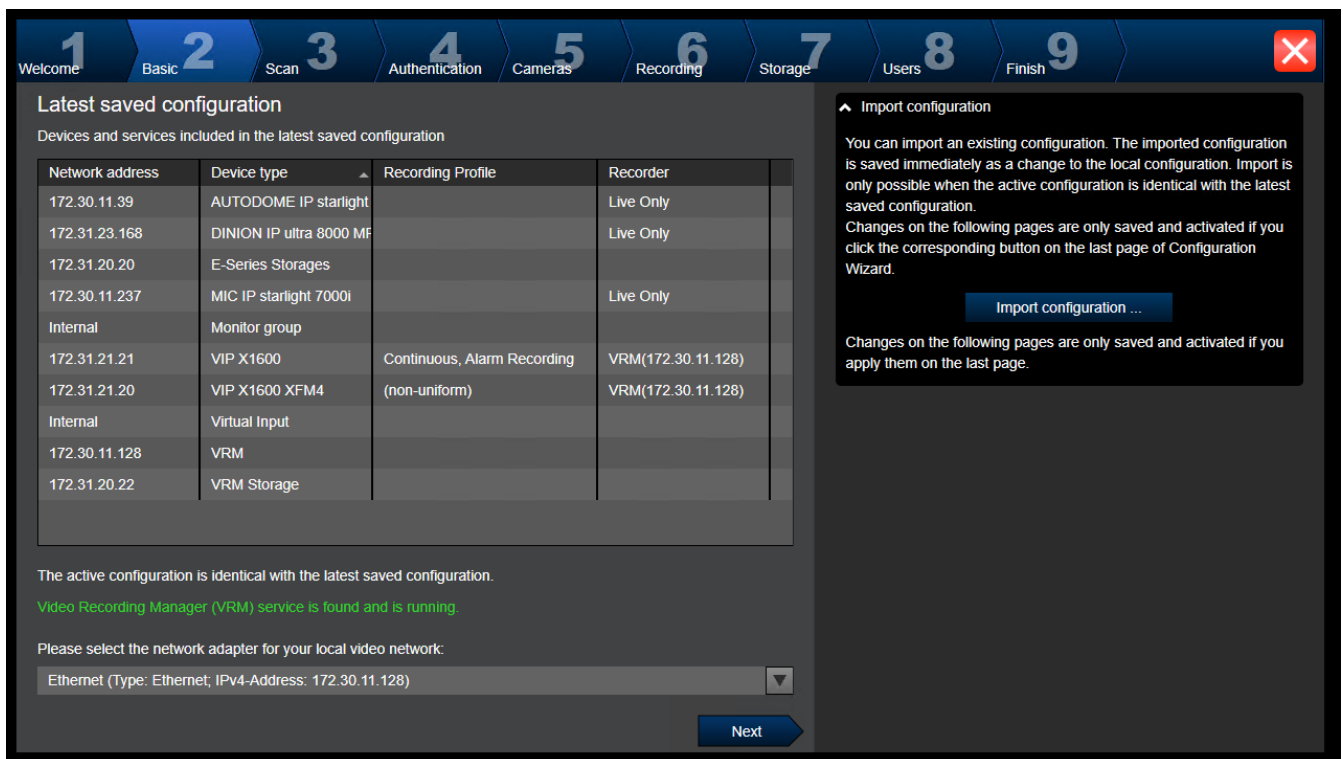 1 Welcome
2 Basic
3 Scan
4 Authentication
5 Cameras
6 Recording
7 Storage
8 Users
9 Finish
Latest saved configuration
Devices and services included in the latest saved configuration
Network address Device type Recording Profile Recorder
172.30.11.39 AUTODOME IP starlight Live Only
172.31.23.168 DINION IP ultra 8000 MP Live Only
172.31.20.20 E-Series Storages
172.30.11.237 MIC IP starlight 7000i Live Only
Internal Monitor group
172.31.21.21 VIP X1600 Continuous, Alarm Recording VRM(172.30.11.128)
172.31.21.20 VIP X1600 XFM4 (non-uniform) VRM(172.30.11.128)
Internal Virtual Input
172.30.11.128 VRM
172.31.20.22 VRM Storage
The active configuration is identical with the latest saved configuration.
Video Recording Manager (VRM) service is found and is running.
Please select the network adapter for your local video network:
Ethernet (Type: Ethernet; IPv4-Address: 172.30.11.128)
Next
Import configuration
You can import an existing configuration. The imported configuration
is saved immediately as a change to the local configuration. Import is
only possible when the active configuration is identical with the latest
saved configuration.
Changes on the following pages are only saved and activated if you
click the corresponding button on the last page of Configuration
Wizard.
Import configuration ...
Changes on the following pages are only saved and activated if you
apply them on the last page.